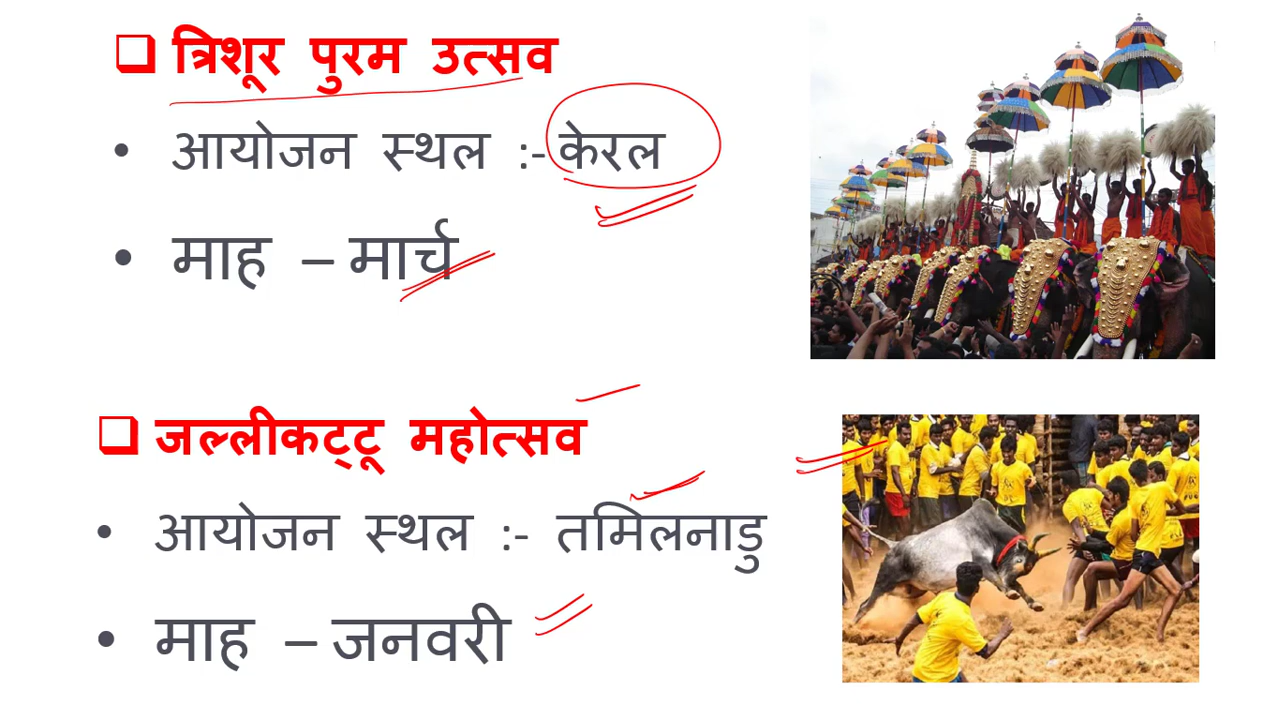 त्रिशूर पुरम उत्सव
• आयोजन स्थल :- केरल
• माह – मार्च
जल्लीकट्टू महोत्सव
• आयोजन स्थल :- तमिलनाडु
• माह – जनवरी